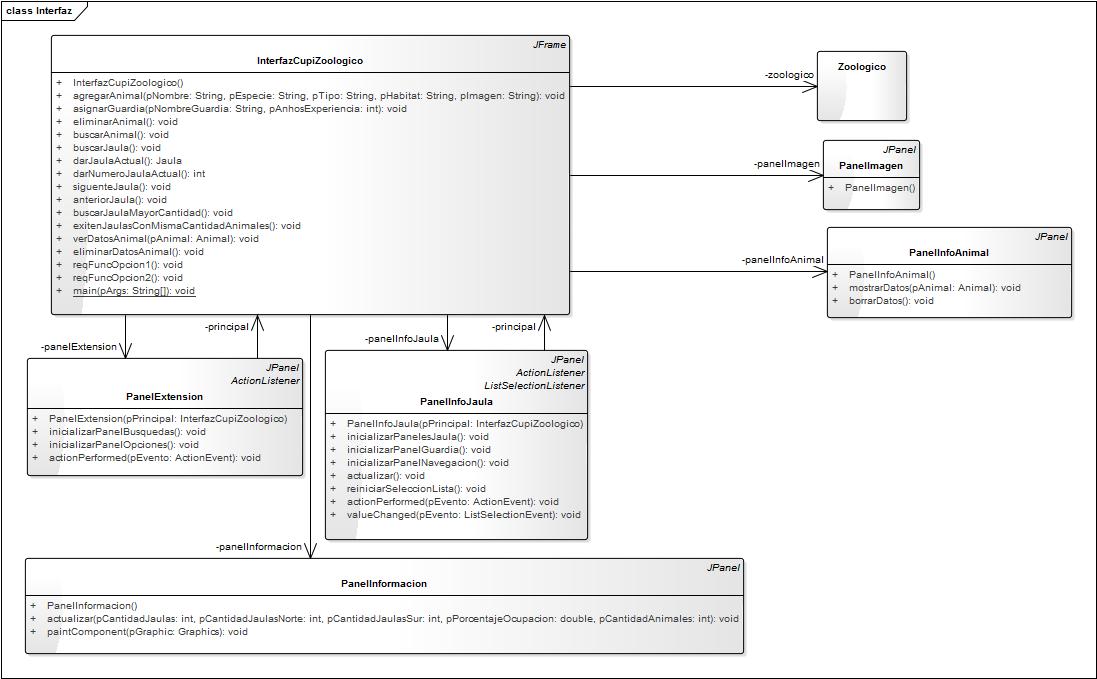 class Interfaz
JFrame
InterfazCupiZoologico
+ InterfazCupiZoologico()
+ agregarAnimal(pNombre: String, pEspecie: String, pTipo: String, pHabitat: String, pImagen: String): void
+ asignarGuardia(pNombreGuardia: String, pAnhosExperiencia: int): void
+ eliminarAnimal(): void
+ buscarAnimal(): void
+ buscarJaula(): void
+ darJaulaActual(): Jaula
+ darNumeroJaulaActual(): int
+ siguenteJaula(): void
+ anteriorJaula(): void
+ buscarJaulaMayorCantidad(): void
+ exitenJaulasConMismaCantidadAnimales(): void
+ verDatosAnimal(pAnimal: Animal): void
+ eliminarDatosAnimal(): void
+ reqFuncOpcion1(): void
+ reqFuncOpcion2(): void
+ main(pArgs: String[]): void
-zoologico
Zoologico
-panelImagen
JPanel
PanelImagen
+ PanelImagen()
-panelInfoAnimal
JPanel
PanelInfoAnimal
+ PanelInfoAnimal()
+ mostrarDatos(pAnimal: Animal): void
+ borrarDatos(): void
-panelExtension
-principal
JPanel
ActionListener
PanelExtension
+ PanelExtension(pPrincipal: InterfazCupiZoologico)
+ inicializarPanelBusquedas(): void
+ inicializarPanelOpciones(): void
+ actionPerformed(pEvento: ActionEvent): void
-panelInfoJaula
-principal
JPanel
ActionListener
ListSelectionListener
PanelInfoJaula
+ PanelInfoJaula(pPrincipal: InterfazCupiZoologico)
+ inicializarPanelesJaula(): void
+ inicializarPanelGuardia(): void
+ inicializarPanelNavegacion(): void
+ actualizar(): void
+ reiniciarSeleccionLista(): void
+ actionPerformed(pEvento: ActionEvent): void
+ valueChanged(pEvento: ListSelectionEvent): void
-panelInformacion
JPanel
PanelInformacion
+ PanelInformacion()
+ actualizar(pCantidadJaulas: int, pCantidadJaulasNorte: int, pCantidadJaulasSur: int, pPorcentajeOcupacion: double, pCantidadAnimales: int): void
+ paintComponent(pGraphic: Graphics): void